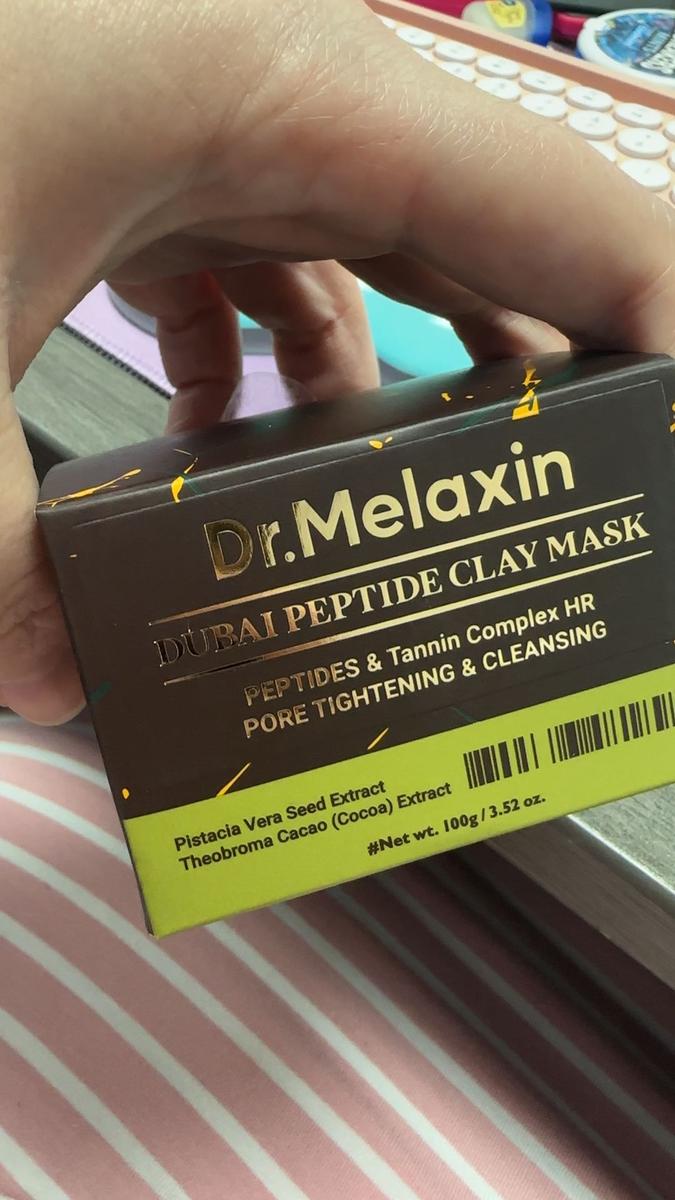 Dr.Melaxin
DUBAI PEPTIDE CLAY MASK
PEPTIDES & Tannin Complex HR
PORE TIGHTENING & CLEANSING
Pistacia Vera Seed Extract
Theobroma Cacao (Cocoa) Extract
#Net wt. 100g / 3.52 oz.